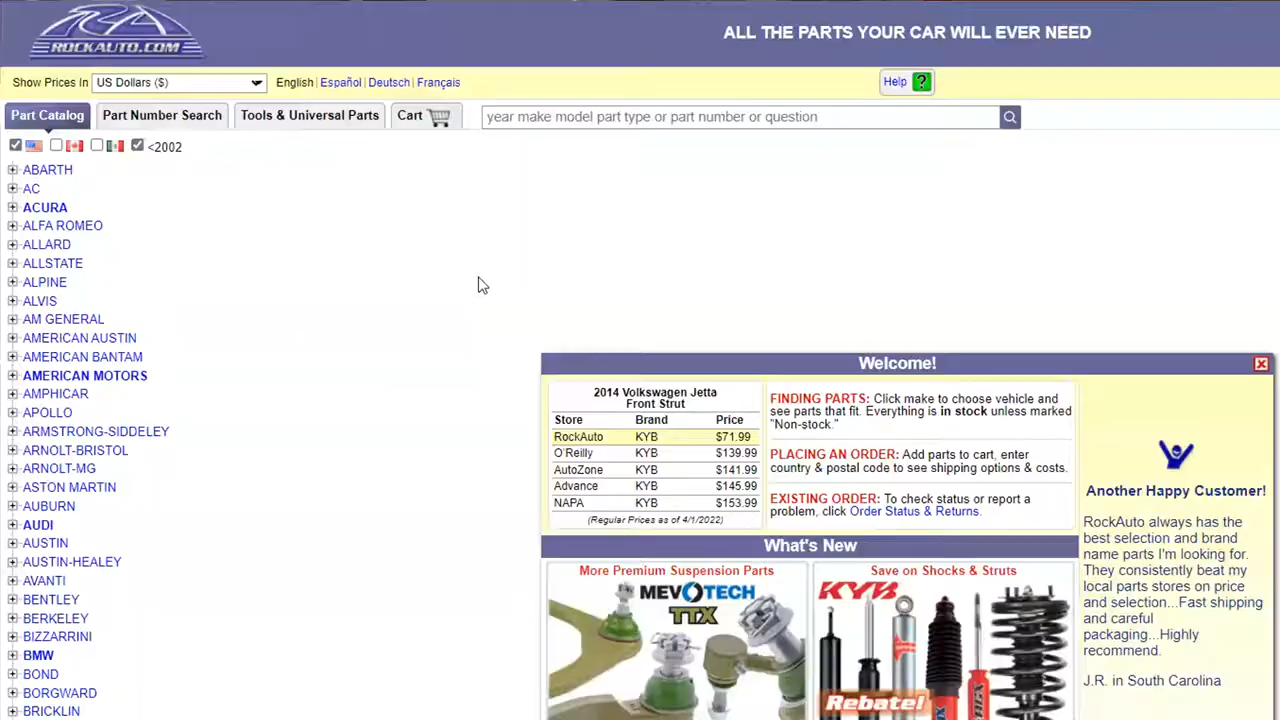 RA
ROCKAUTO.COM
ALL THE PARTS YOUR CAR WILL EVER NEED
Show Prices In US Dollars ($) English | Español | Deutsch | Français
Help ?
Part Catalog Part Number Search Tools & Universal Parts Cart year make model part type or part number or question
<2002
ABARTH
AC
ACURA
ALFA ROMEO
ALLARD
ALLSTATE
ALPINE
ALVIS
AM GENERAL
AMERICAN AUSTIN
AMERICAN BANTAM
AMERICAN MOTORS
AMPHICAR
APOLLO
ARMSTRONG-SIDDELEY
ARNOLT-BRISTOL
ARNOLT-MG
ASTON MARTIN
AUBURN
AUDI
AUSTIN
AUSTIN-HEALEY
AVANTI
BENTLEY
BERKELEY
BIZZARRINI
BMW
BOND
BORGWARD
BRICKLIN
Welcome!
2014 Volkswagen Jetta
Front Strut
Store Brand Price
RockAuto KYB $71.99
O'Reilly KYB $139.99
AutoZone KYB $141.99
Advance KYB $145.99
NAPA KYB $153.99
(Regular Prices as of 4/1/2022)
FINDING PARTS: Click make to choose vehicle and
see parts that fit. Everything is in stock unless marked
"Non-stock."
PLACING AN ORDER: Add parts to cart, enter
country & postal code to see shipping options & costs.
EXISTING ORDER: To check status or report a
problem, click Order Status & Returns.
What's New
More Premium Suspension Parts
MEVOTECH
TTX
Save on Shocks & Struts
KYB
Rebate!
Another Happy Customer!
RockAuto always has the
best selection and brand
name parts I'm looking for.
They consistently beat my
local parts stores on price
and selection...Fast shipping
and careful
packaging...Highly
recommend.
J.R. in South Carolina